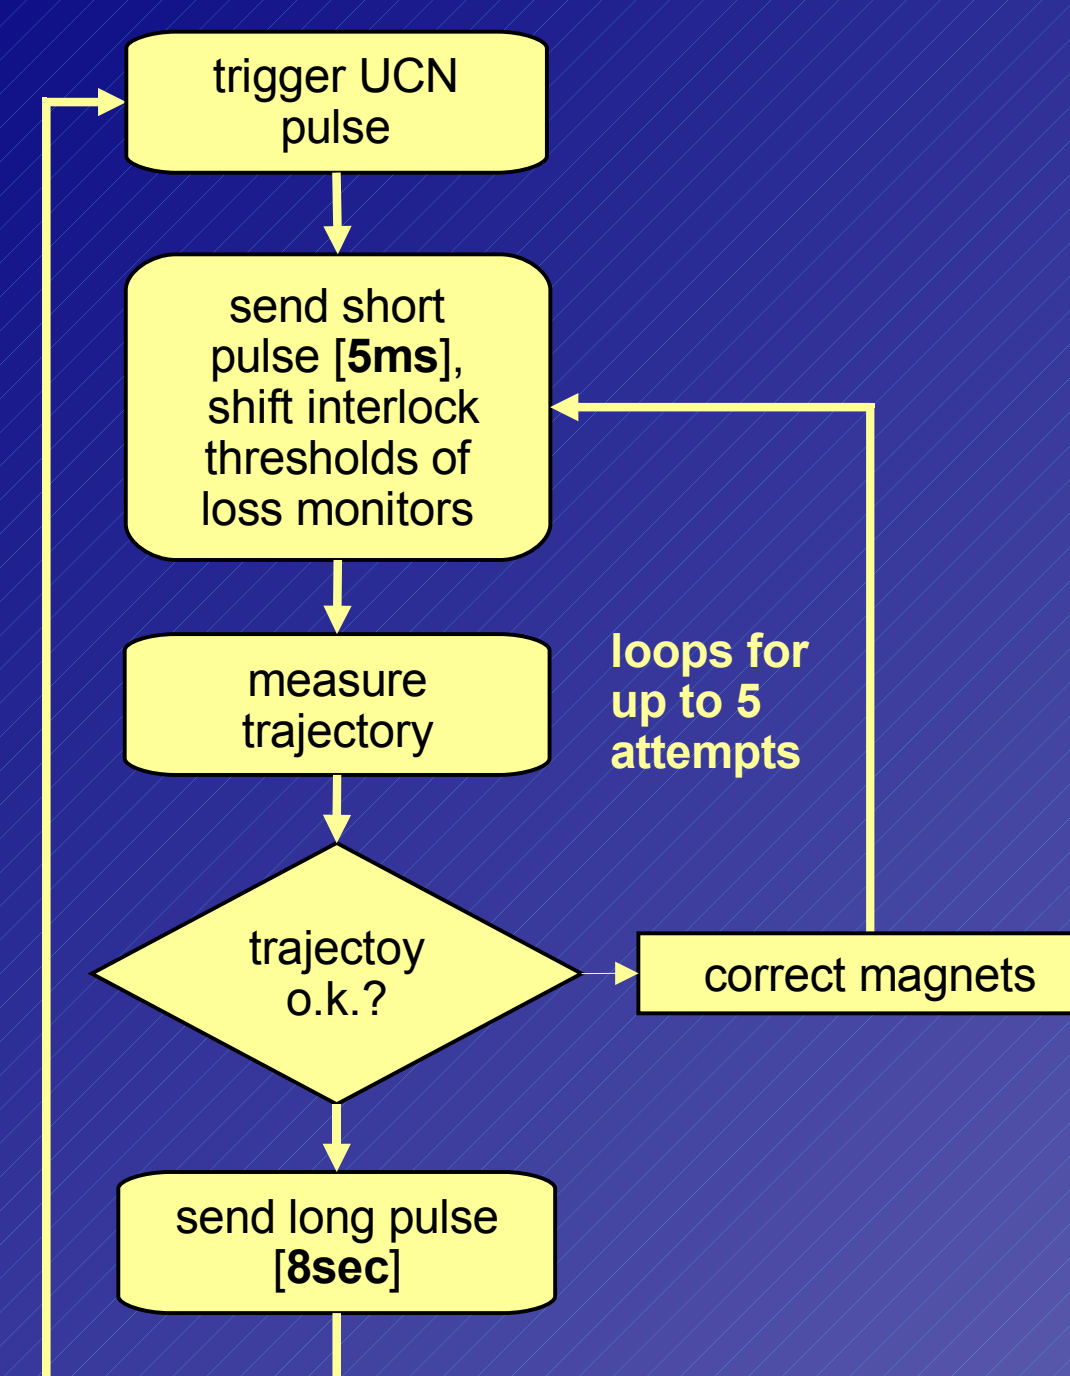 trigger UCN
pulse
send short
pulse [5ms],
shift interlock
thresholds of
loss monitors
measure
trajectory
loops for
up to 5
attempts
trajectoy
o.k.?
correct magnets
send long pulse
[8sec]